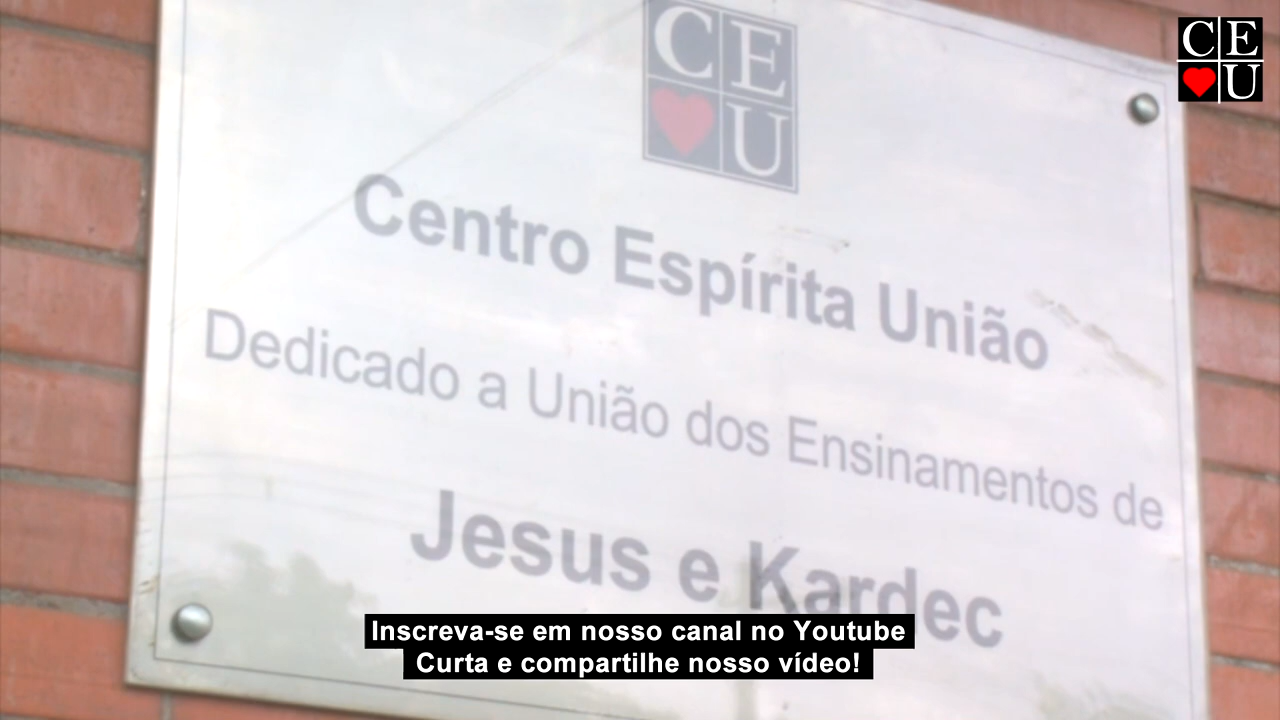 CE
U
CE
U
Centro Espírita União
Dedicado a União dos Ensinamentos de
Jesus e Kardec
Inscreva-se em nosso canal no Youtube
Curta e compartilhe nosso vídeo!